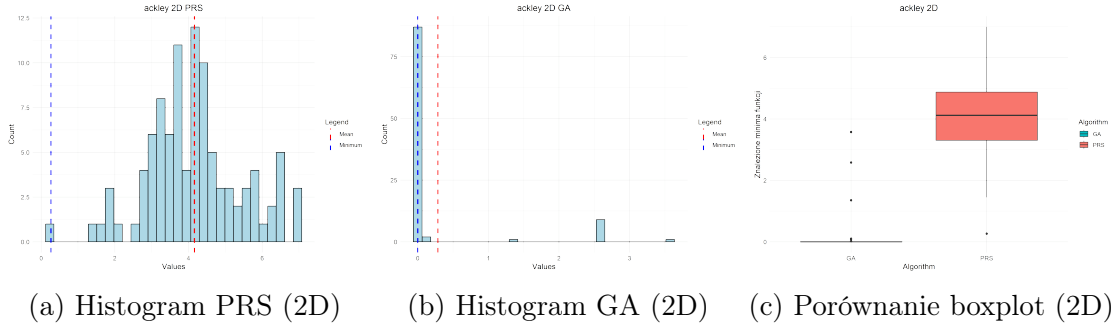 ackley 2D PRS
12.5
10.0
7.5
5.0
2.5
0.0
Count
0
2
4
6
Values
Legend
Mean
Minimum
ackley 2D GA
75
50
25
0
Count
0
1
2
3
Values
Legend
Mean
Minimum
ackley 2D
6
4
2
0
Znalezione minima funkcji
GA
PRS
Algorithm
Algorithm
GA
PRS
(a) Histogram PRS (2D)
(b) Histogram GA (2D)
(c) Porównanie boxplot (2D)